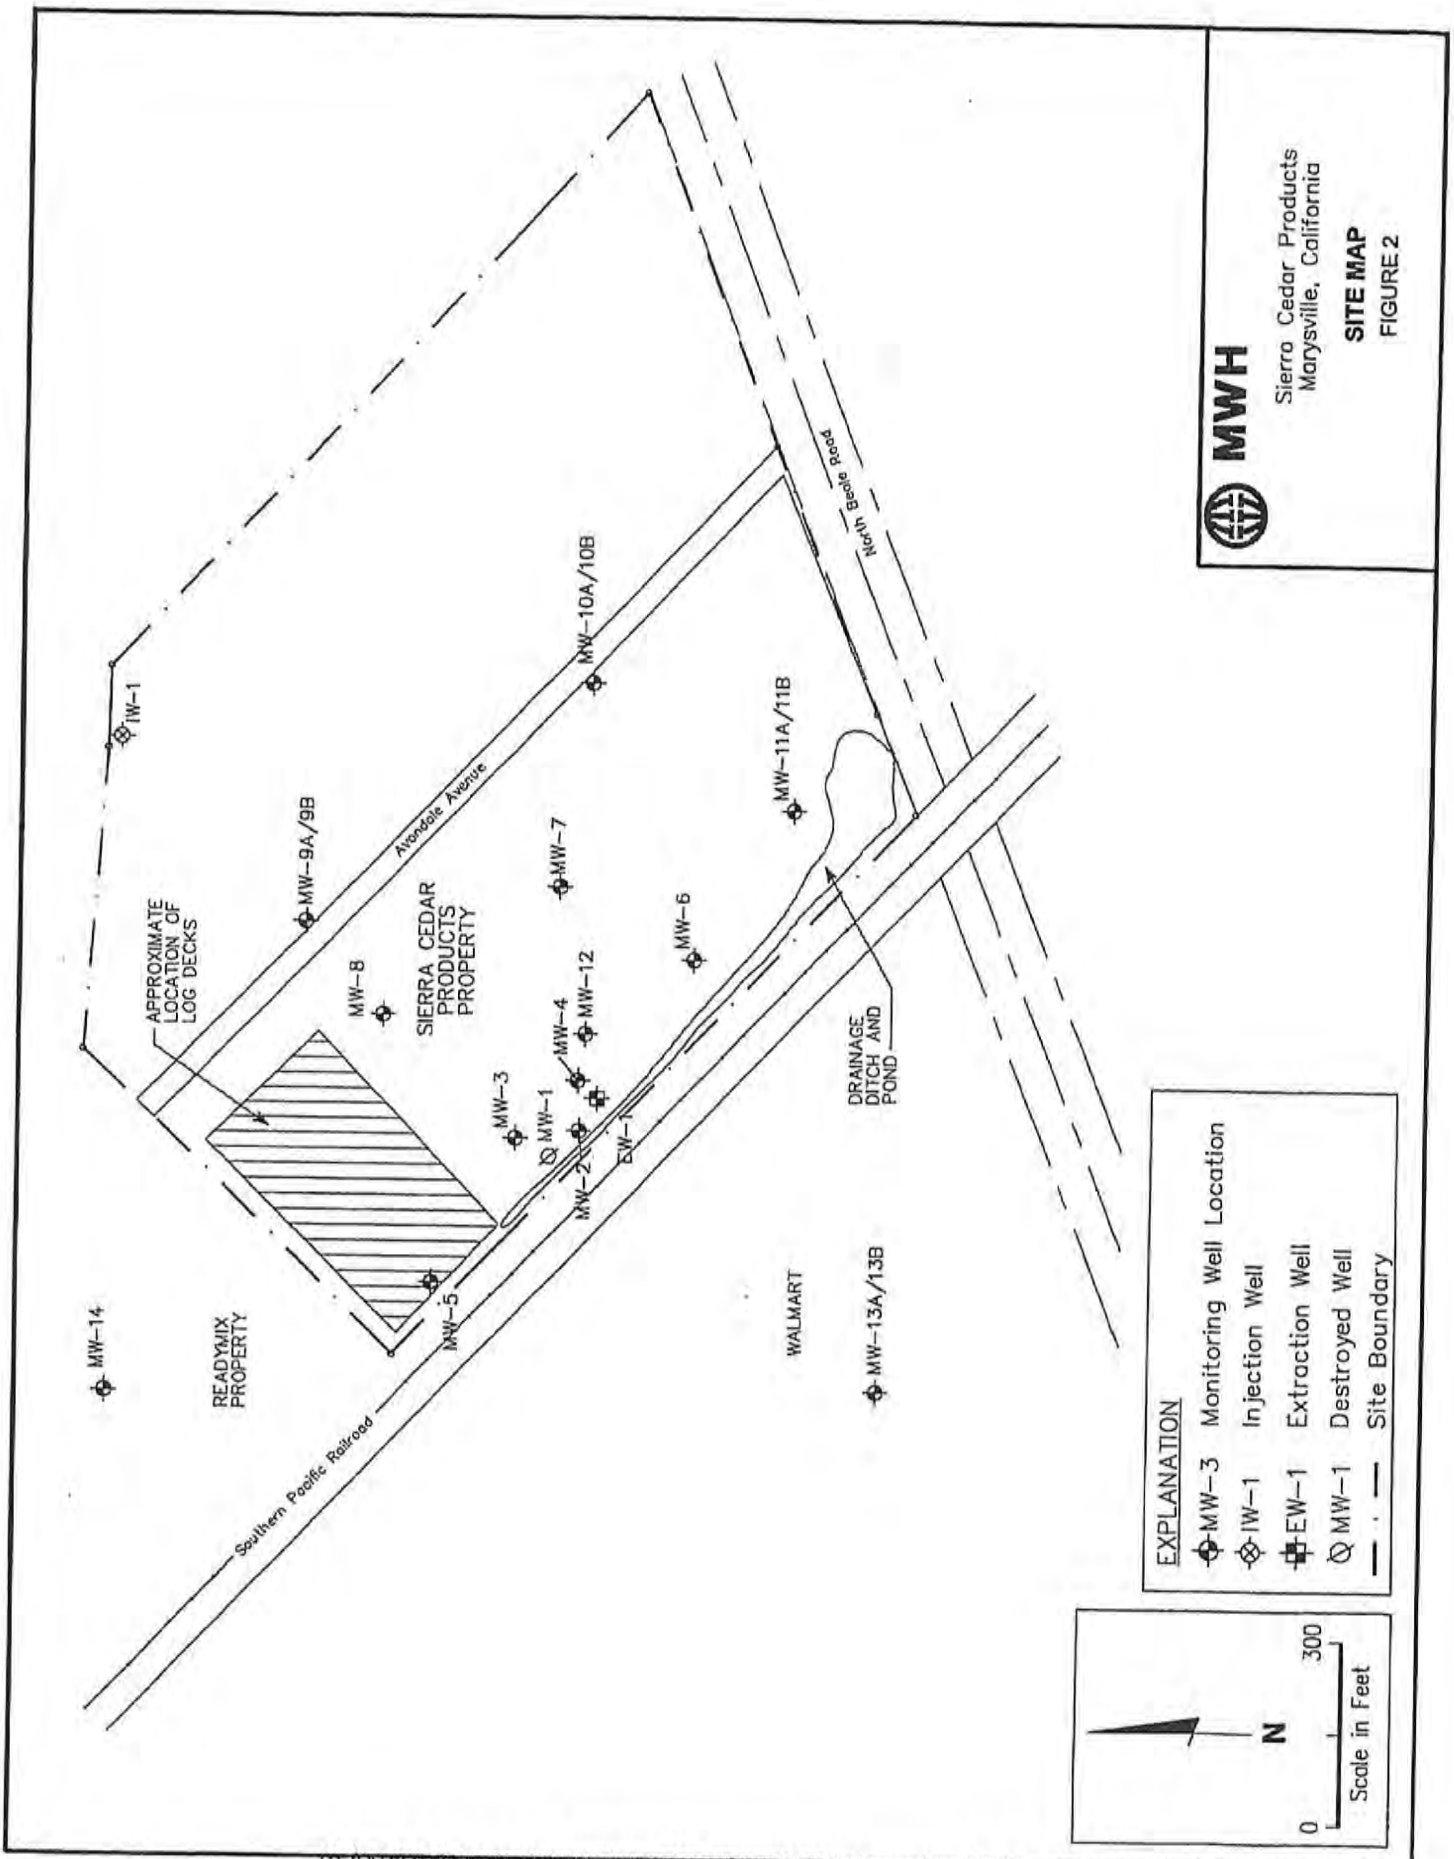 MW-14
READYMIX
PROPERTY
Southern Pacific Railroad
MW-5
APPROXIMATE
LOCATION OF
LOG DECKS
IW-1
MW-9A/9B
MW-8
SIERRA CEDAR
PRODUCTS
PROPERTY
Avondale Avenue
MW-3
MW-1
MW-2
MW-4
MW-12
EW-1
MW-7
MW-10A/10B
MW-6
MW-11A/11B
DRAINAGE
DITCH AND
POND
WALMART
MW-13A/13B
North Beale Road
N
0 300
Scale in Feet
EXPLANATION
MW-3 Monitoring Well Location
IW-1 Injection Well
EW-1 Extraction Well
MW-1 Destroyed Well
Site Boundary
MWH
Sierra Cedar Products
Marysville, California
SITE MAP
FIGURE 2